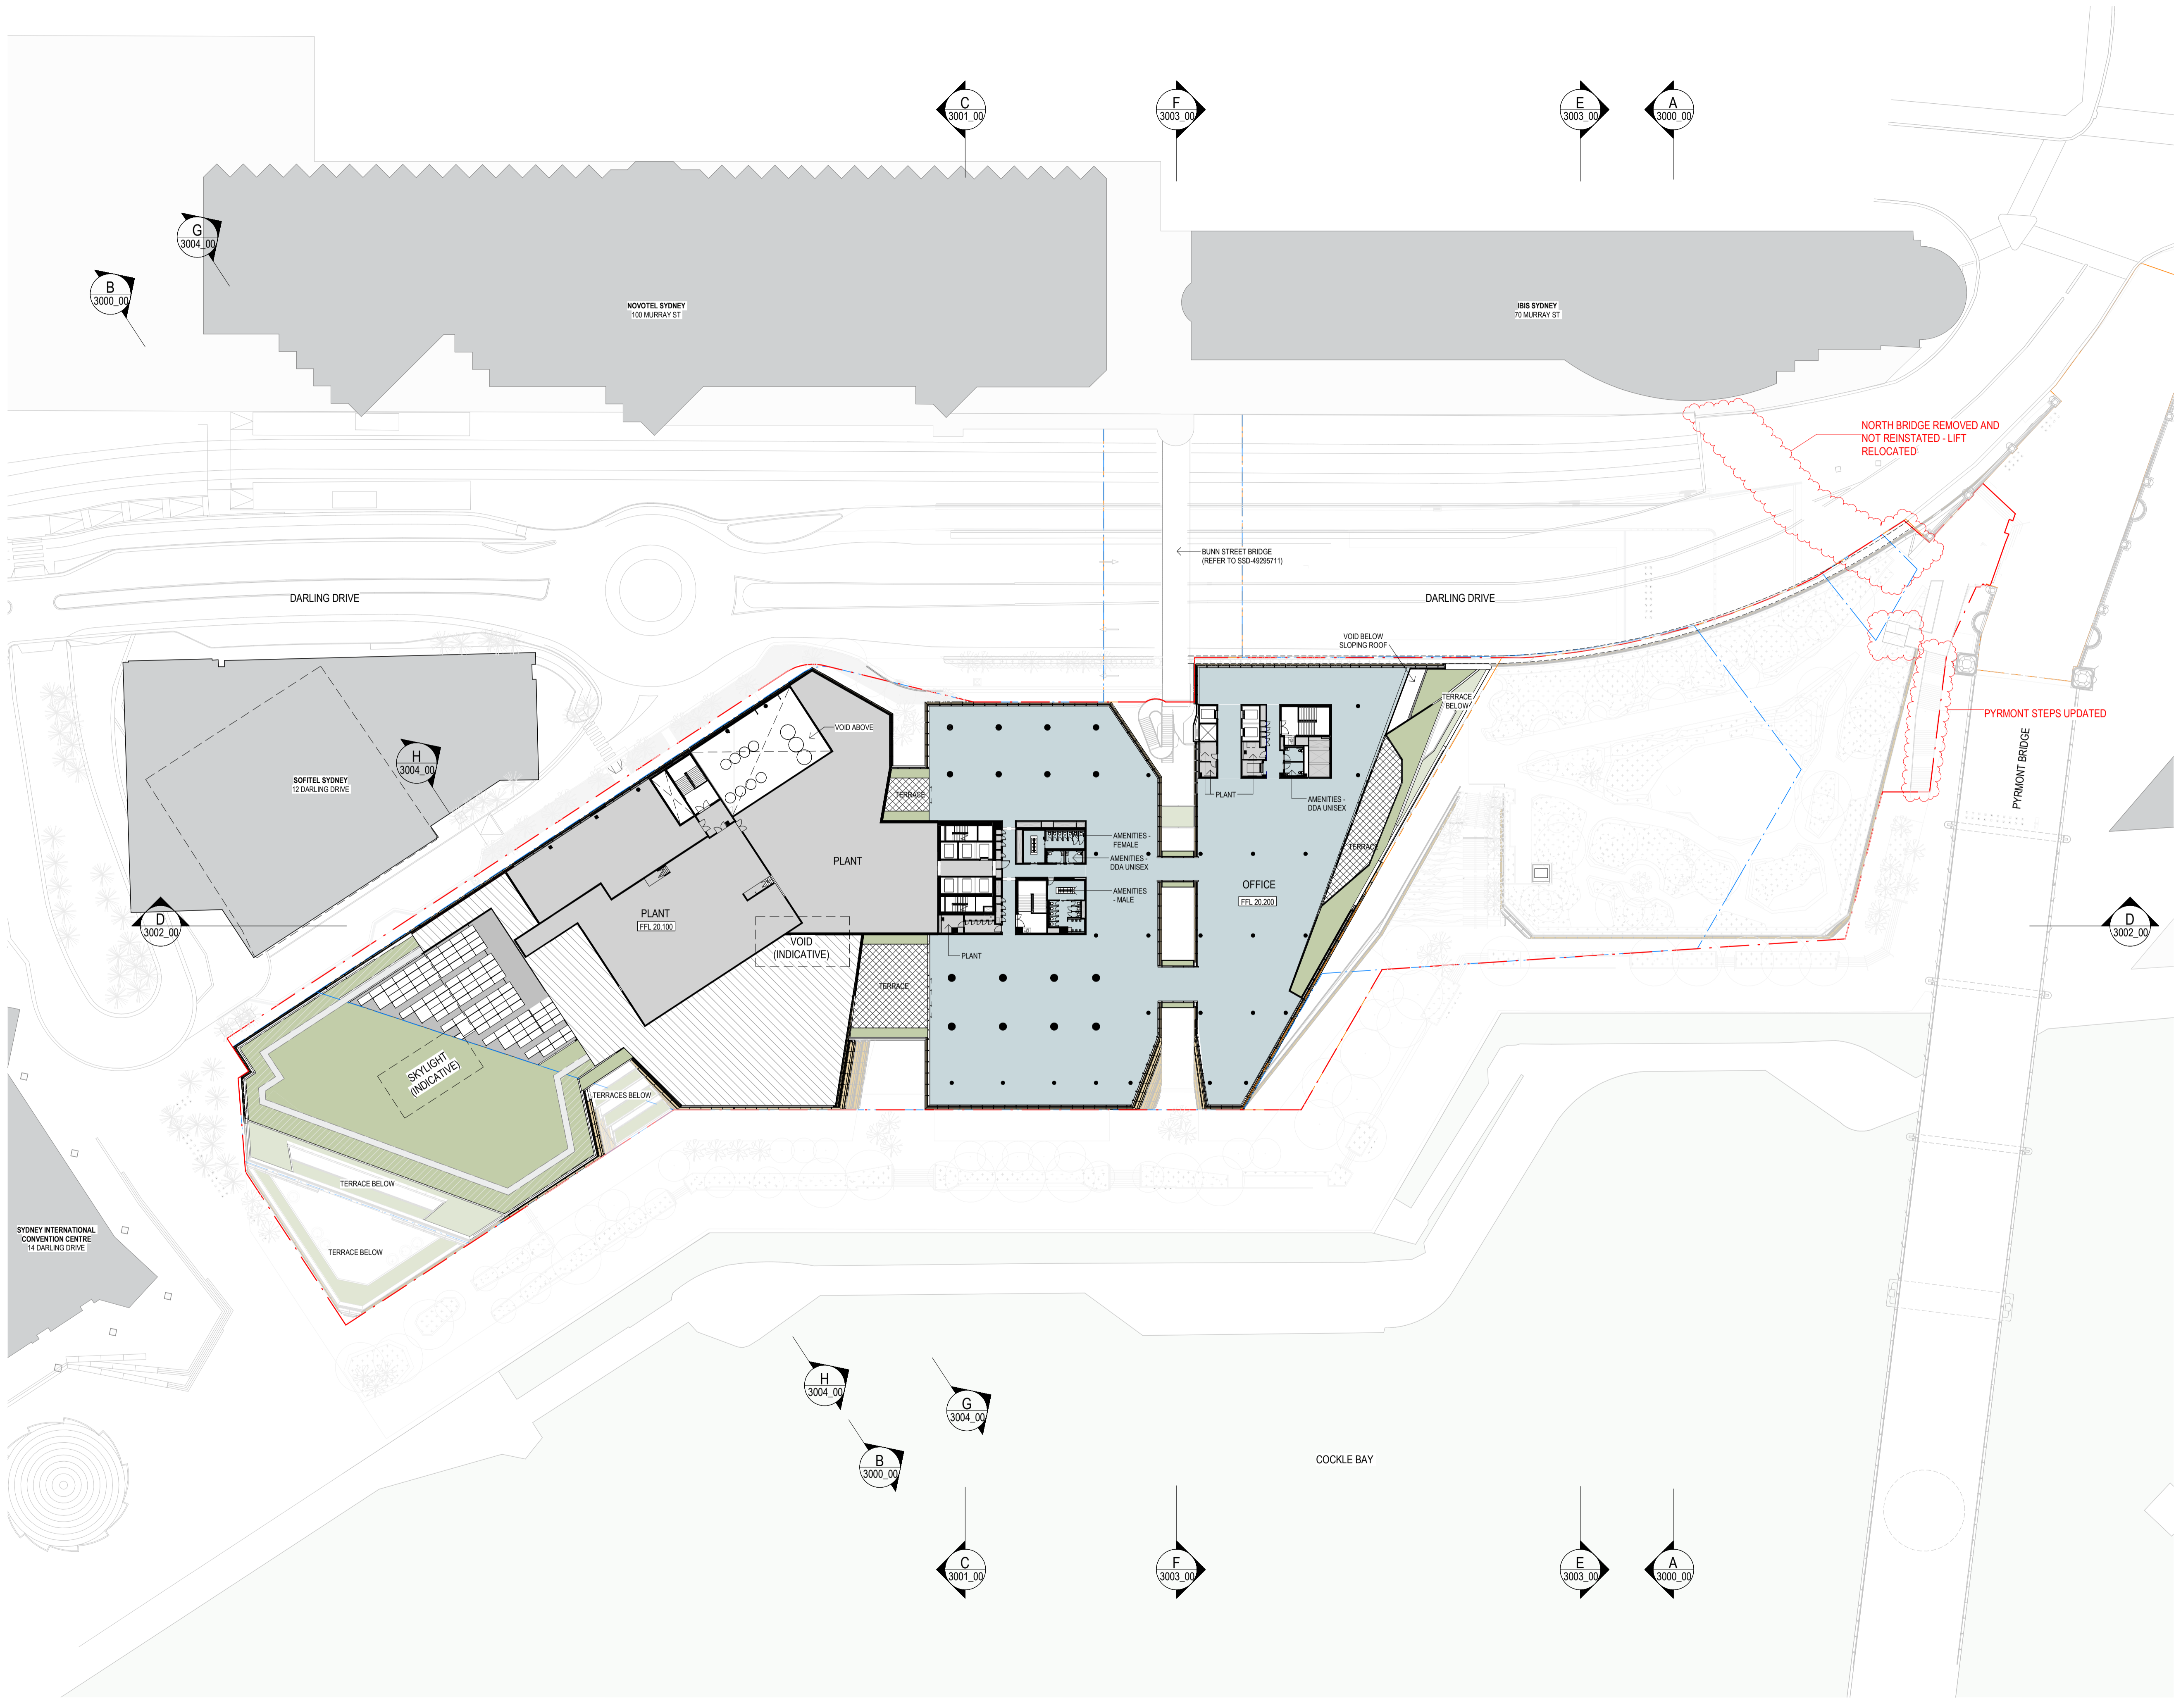 C
3001_00
F
3003_00
E
3003_00
A
3000_00
G
3004_00
B
3000_00
NOVOTEL SYDNEY
100 MURRAY ST
IBIS SYDNEY
70 MURRAY ST
NORTH BRIDGE REMOVED AND
NOT REINSTATED - LIFT
RELOCATED
BUNN STREET BRIDGE
(REFER TO SSD-49295711)
DARLING DRIVE
DARLING DRIVE
VOID BELOW
SLOPING ROOF
TERRACE
BELOW
PYRMONT STEPS UPDATED
PYRMONT BRIDGE
VOID ABOVE
H
3004_00
SOFITEL SYDNEY
12 DARLING DRIVE
TERRACE
PLANT
AMENITIES -
DDA UNISEX
AMENITIES -
FEMALE
AMENITIES -
DDA UNISEX
AMENITIES
- MALE
TERRACE
PLANT
OFFICE
FFL 20.200
PLANT
FFL 20.100
D
3002_00
D
3002_00
VOID
(INDICATIVE)
PLANT
TERRACE
SKYLIGHT
(INDICATIVE)
TERRACES BELOW
TERRACE BELOW
SYDNEY INTERNATIONAL
CONVENTION CENTRE
14 DARLING DRIVE
TERRACE BELOW
H
3004_00
G
3004_00
B
3000_00
COCKLE BAY
C
3001_00
F
3003_00
E
3003_00
A
3000_00